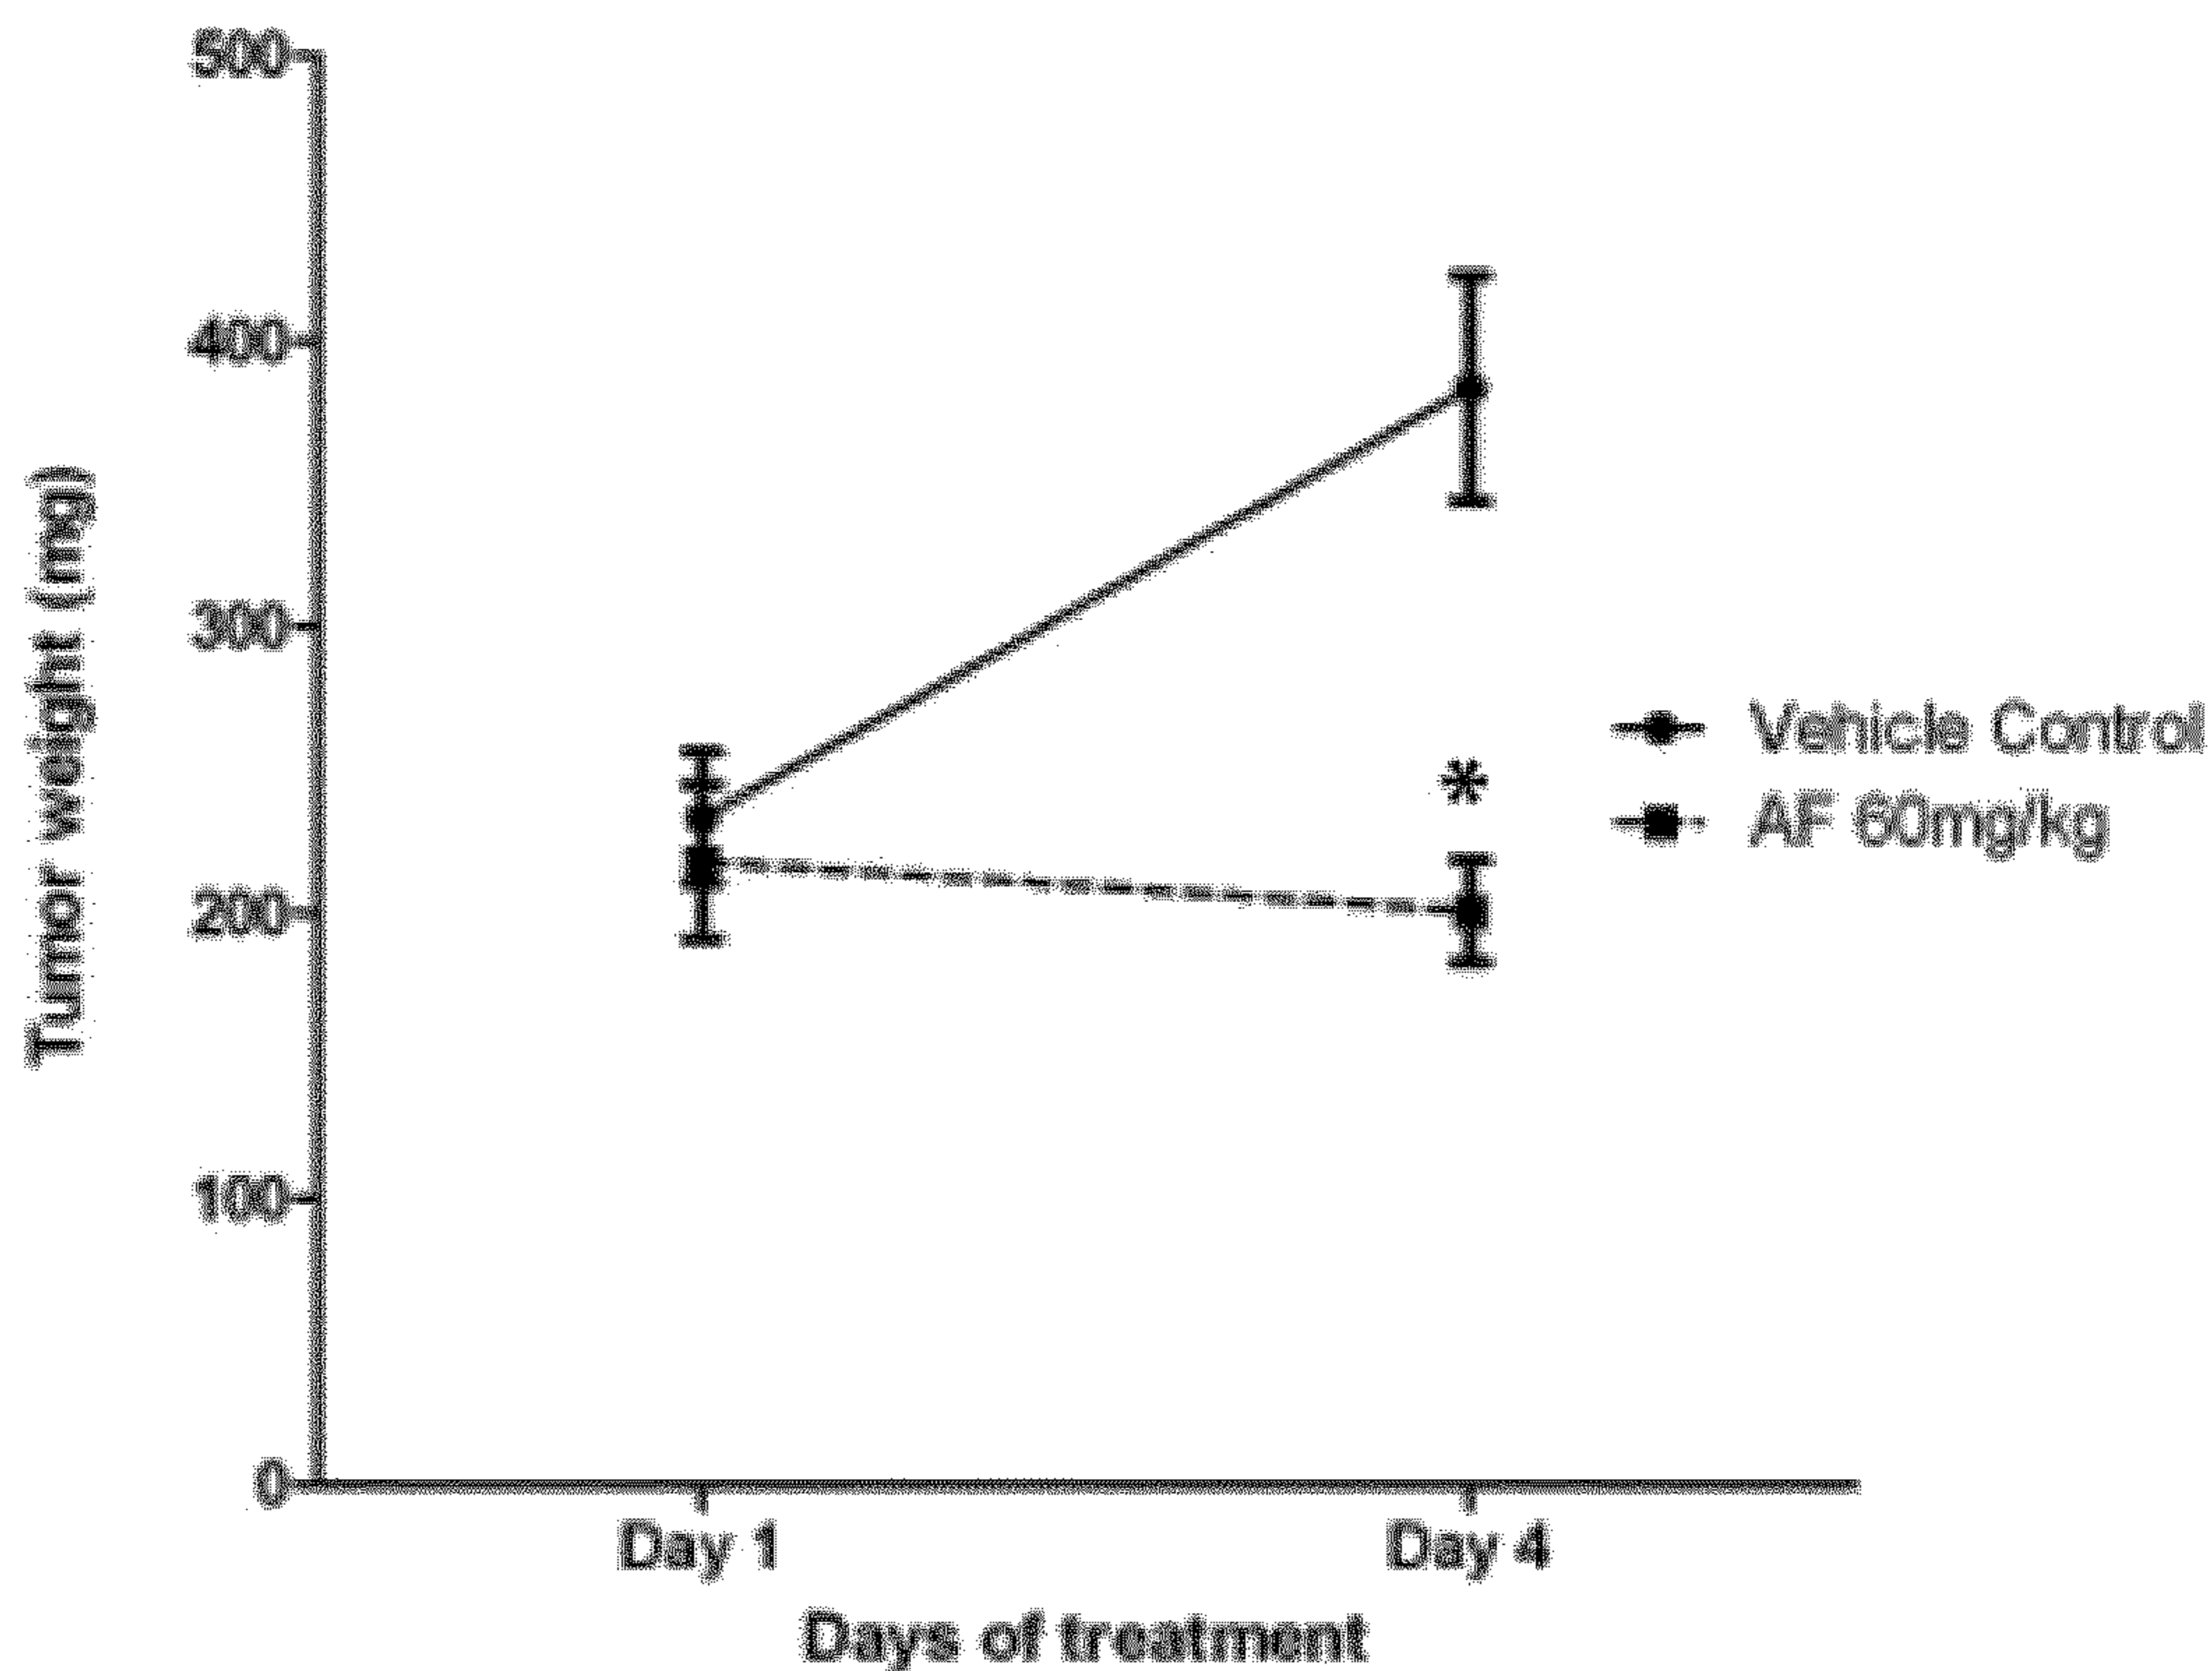 500
400
300
200
100
0
Tumor weight (mg)
*
Vehicle Control
AF 60mg/kg
Day 1
Day 4
Days of treatment